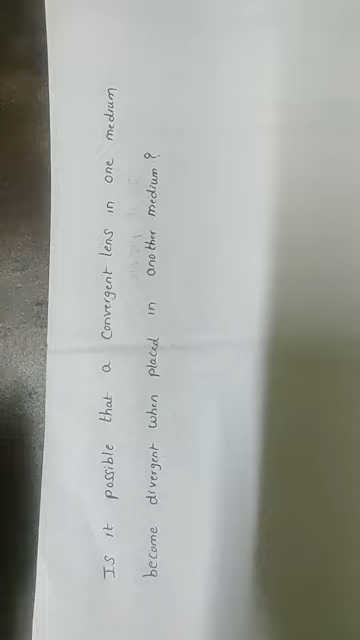 Is it possible that a convergent lens in one medium
become divergent when placed in another medium?